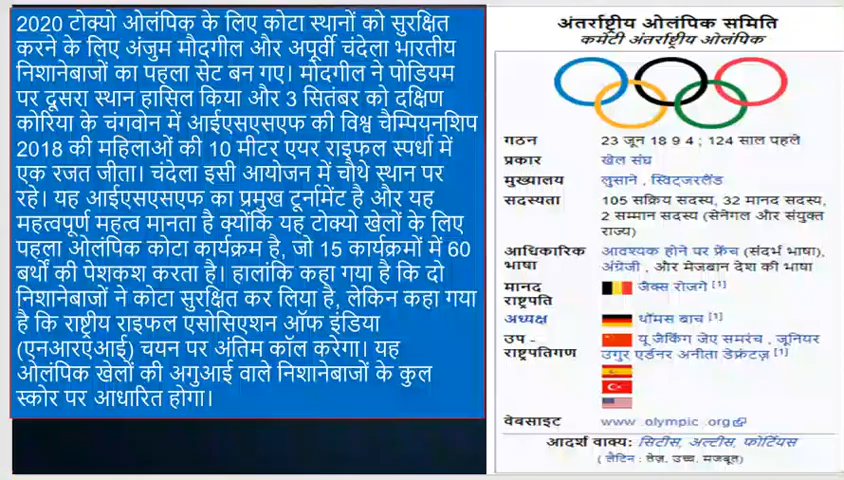 2020 टोक्यो ओलंपिक के लिए कोटा स्थानों को सुरक्षित
करने के लिए अंजुम मौदगील और अपूर्वी चंदेला भारतीय
निशानेबाजों का पहला सेट बन गए। मोदगील ने पोडियम
पर दूसरा स्थान हासिल किया और 3 सितंबर को दक्षिण
कोरिया के चंगवोन में आईएसएसएफ की विश्व चैम्पियनशिप
2018 की महिलाओं की 10 मीटर एयर राइफल स्पर्धा में
एक रजत जीता। चंदेला इसी आयोजन में चौथे स्थान पर
रहे। यह आईएसएसएफ का प्रमुख टूर्नामेंट है और यह
महत्वपूर्ण महत्व मानता है क्योंकि यह टोक्यो खेलों के लिए
पहला ओलंपिक कोटा कार्यक्रम है, जो 15 कार्यक्रमों में 60
बर्थों की पेशकश करता है। हालांकि कहा गया है कि दो
निशानेबाजों ने कोटा सुरक्षित कर लिया है, लेकिन कहा गया
है कि राष्ट्रीय राइफल एसोसिएशन ऑफ इंडिया
(एनआरएआई) चयन पर अंतिम कॉल करेगा। यह
ओलंपिक खेलों की अगुआई वाले निशानेबाजों के कुल
स्कोर पर आधारित होगा।
अंतर्राष्ट्रीय ओलंपिक समिति
कमेटी अंतर्राष्ट्रीय ओलंपिक
गठन 23 जून 18 9 4 ; 124 साल पहले
प्रकार खेल संघ
मुख्यालय लुसाने , स्विट्जरलैंड
सदस्यता 105 सक्रिय सदस्य, 32 मानद सदस्य,
2 सम्मान सदस्य (सेनेगल और संयुक्त
राज्य)
आधिकारिक आवश्यक होने पर फ्रेंच (संदर्भ भाषा),
भाषा अंग्रेजी , और मेजबान देश की भाषा
मानद जैक्स रोजगे [1]
राष्ट्रपति
अध्यक्ष थॉमस बाच [1]
उप - यू जैकिंग जेए समरंच , जूनियर
राष्ट्रपतिगण उगुर एर्डनर अनीता डेफ्रंट्ज़ [1]
वेबसाइट www .olympic .org
आदर्श वाक्य: सिटीस, अल्टीस, फोर्टियस
( लैटिन : तेज़, उच्च, मजबूत)